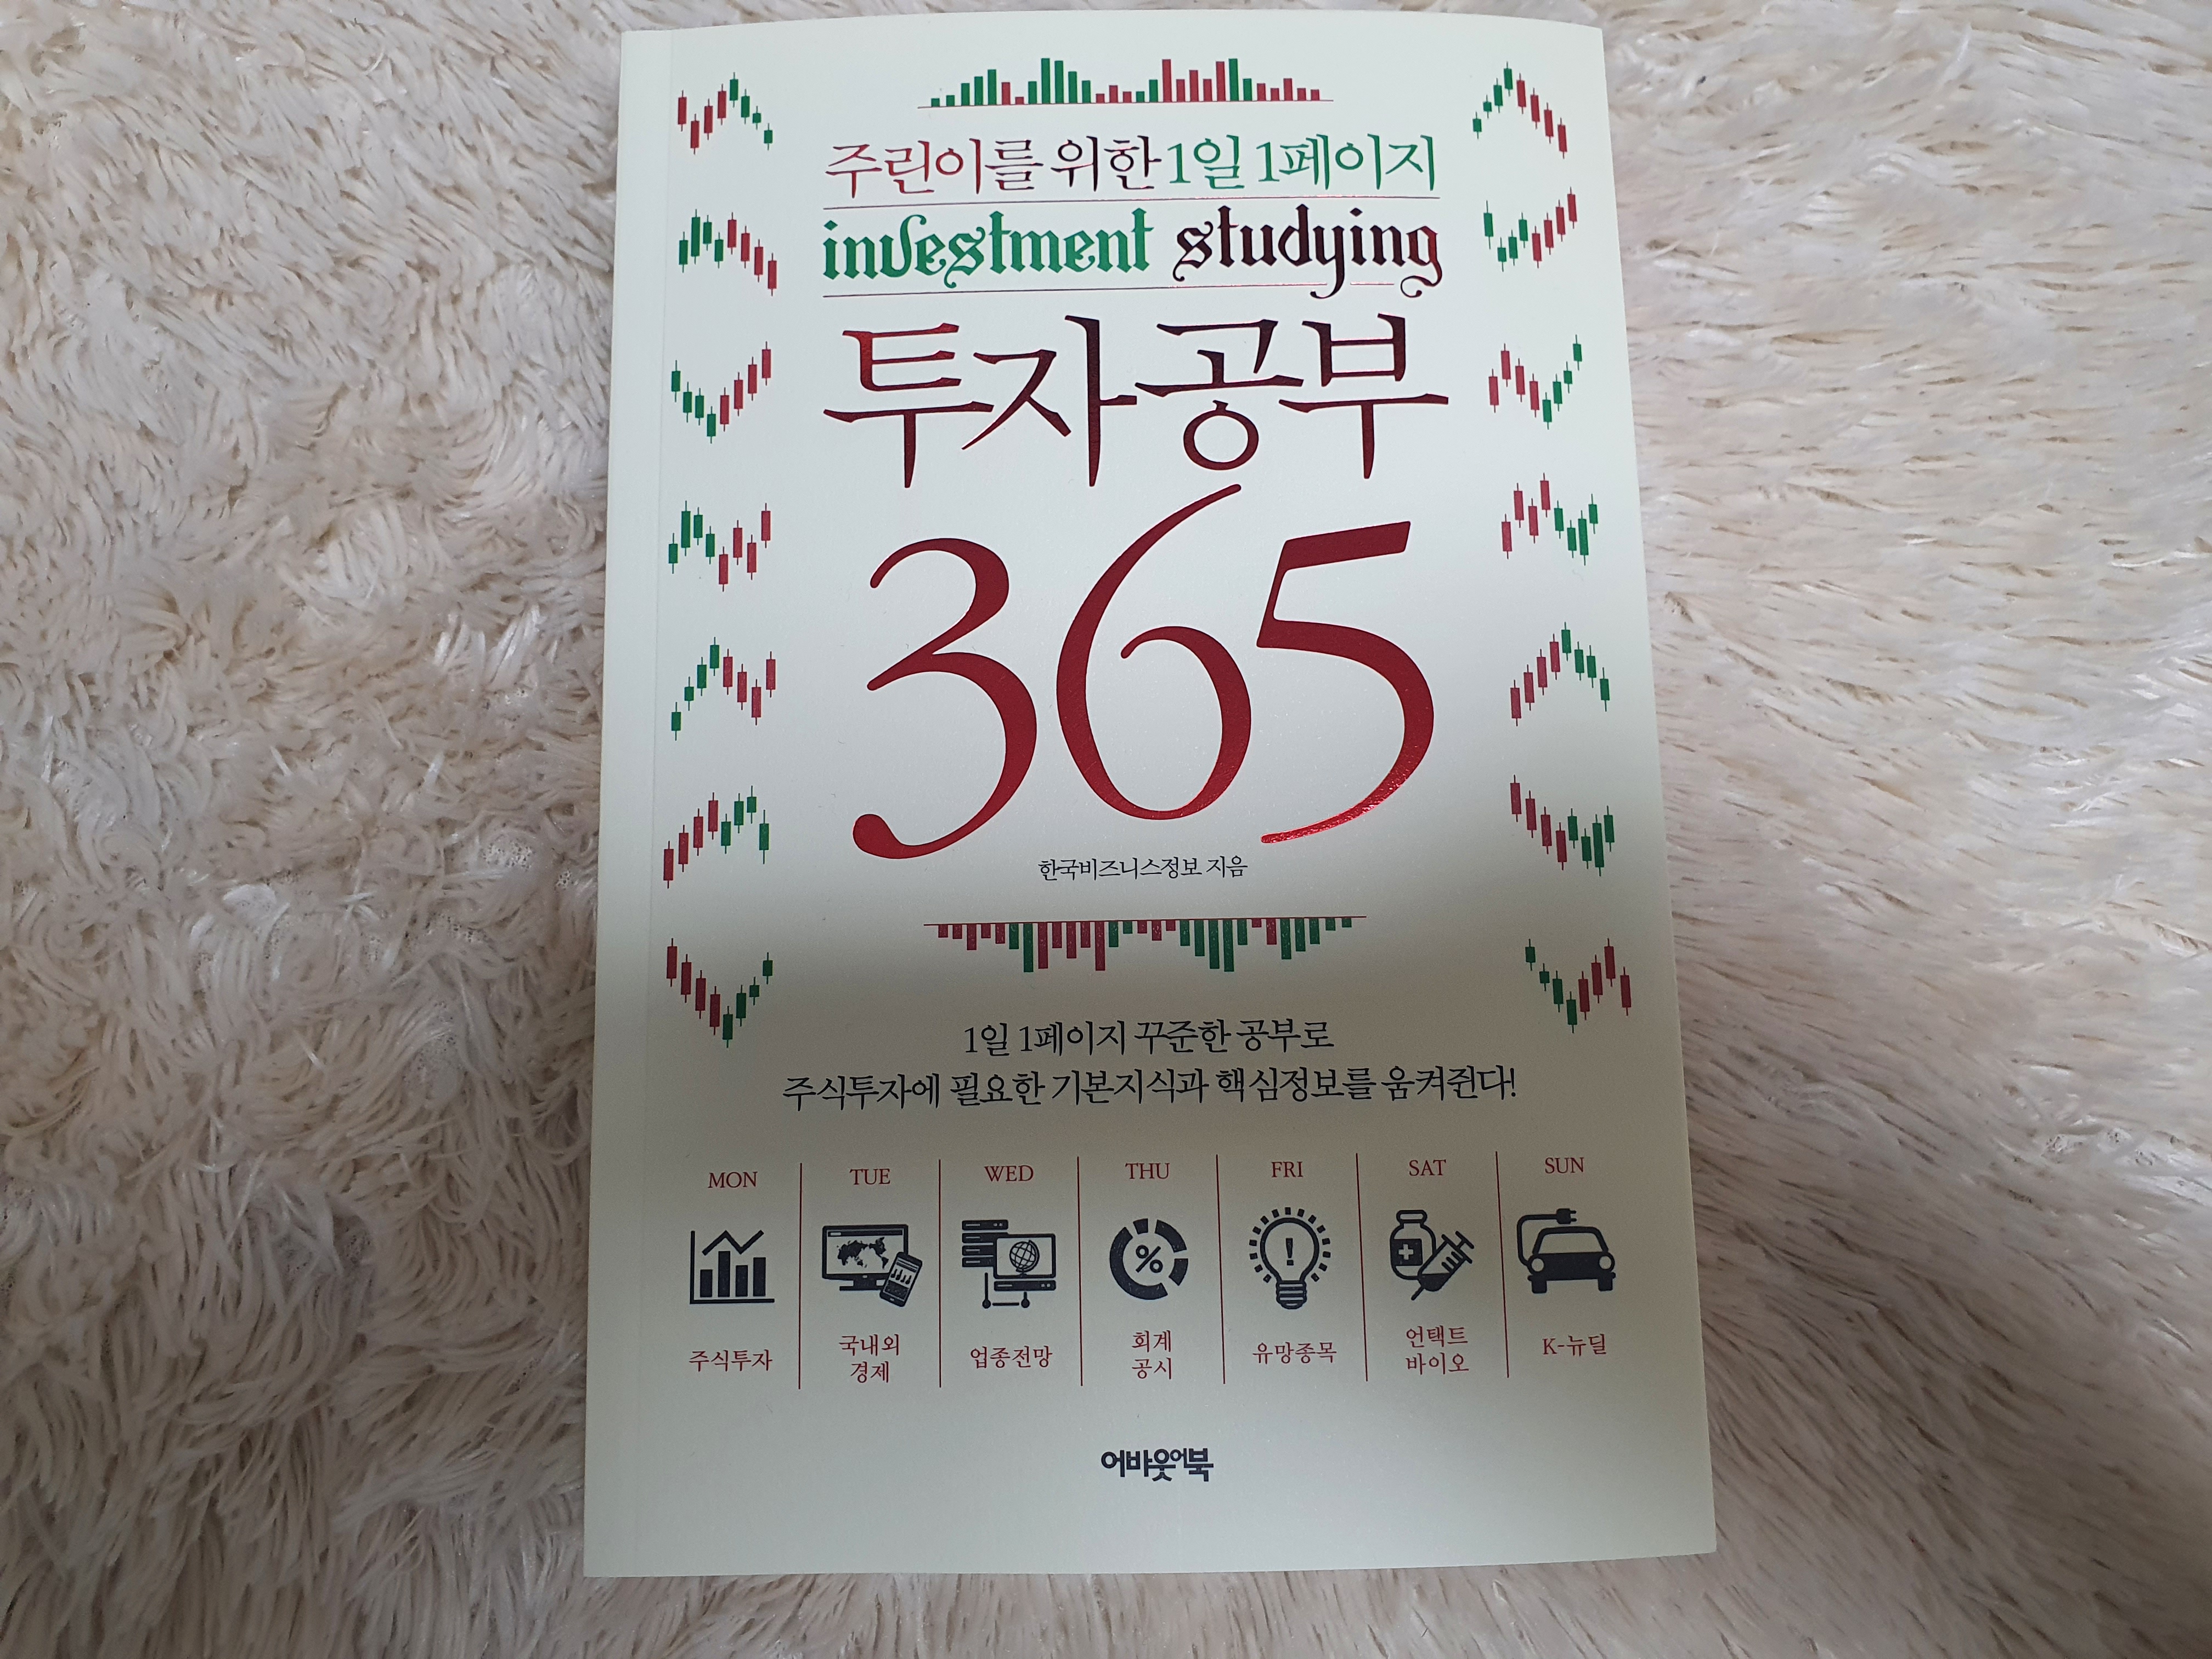 주린이를 위한 1일 1페이지
investment studying
투자공부
365
한국비즈니스정보 지음
1일 1페이지 꾸준한 공부로
주식투자에 필요한 기본지식과 핵심정보를 움켜쥔다!
MON
주식투자
TUE
국내외
경제
WED
업종전망
THU
%
회계
공시
FRI
!
유망종목
SAT
언택트
바이오
SUN
K-뉴딜
어바웃어북